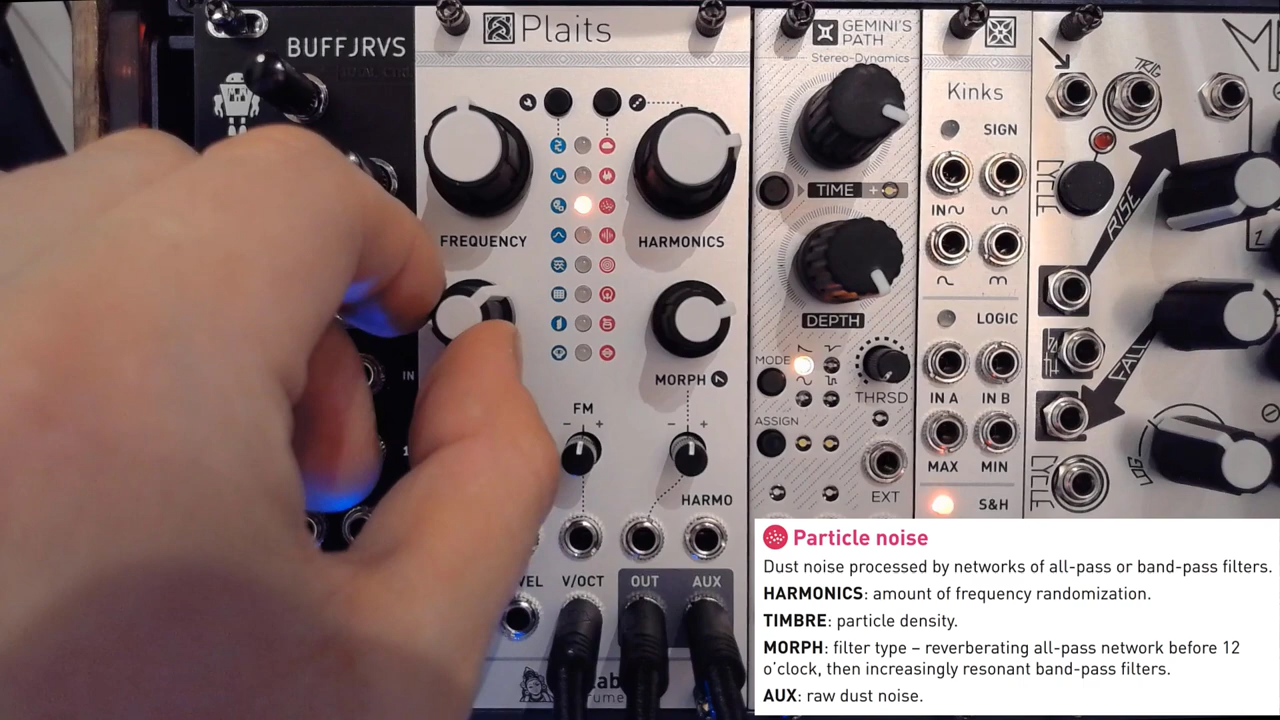 BUFFJRVS
Plaits
FREQUENCY
HARMONICS
MORPH
FM
- +
- +
HARMO
V/OCT
OUT
AUX
GEMINI'S
PATH
Stereo-Dynamics
TIME
+
DEPTH
MODE
THRSD
ASSIGN
EXT
Kinks
SIGN
IN
LOGIC
IN A
IN B
MAX
MIN
S&H
TRIG
CYCLE
RISE
FALL
CYCLE
IN
1
Particle noise
Dust noise processed by networks of all-pass or band-pass filters.
HARMONICS: amount of frequency randomization.
TIMBRE: particle density.
MORPH: filter type – reverberating all-pass network before 12
o'clock, then increasingly resonant band-pass filters.
AUX: raw dust noise.